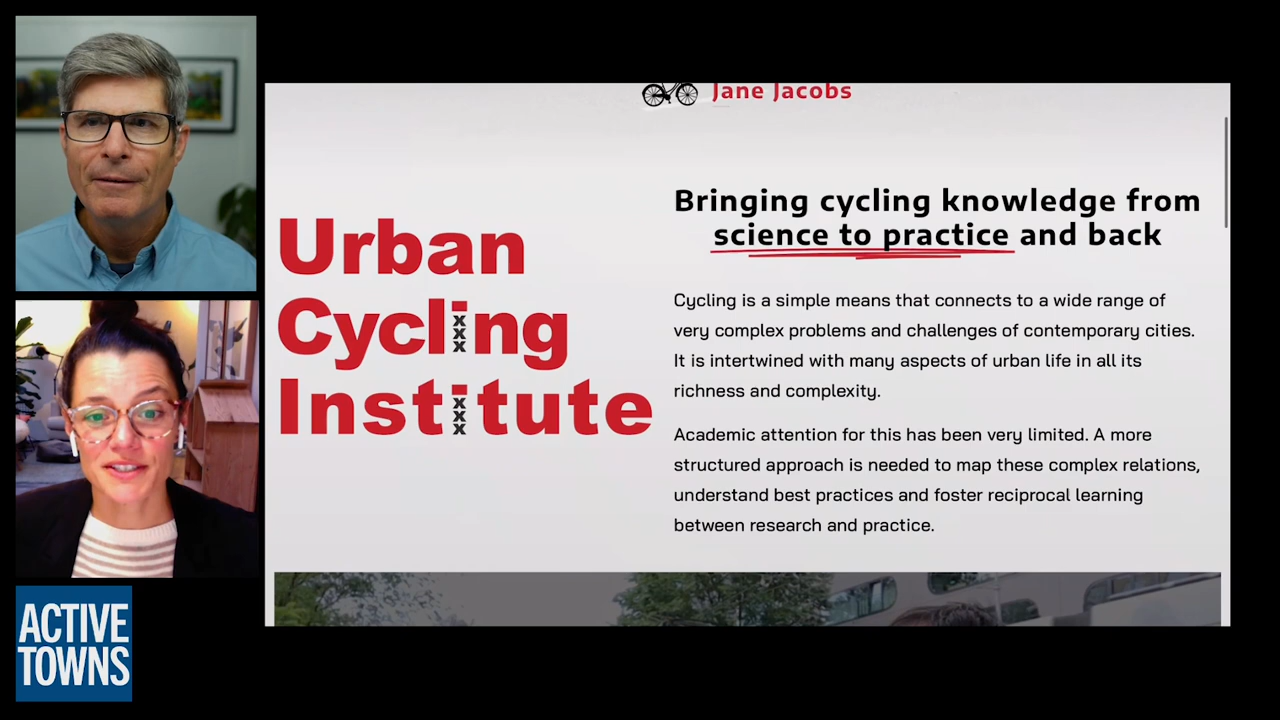 Jane Jacobs
Urban
Cycling
Institute
Bringing cycling knowledge from
science to practice and back
Cycling is a simple means that connects to a wide range of
very complex problems and challenges of contemporary cities.
It is intertwined with many aspects of urban life in all its
richness and complexity.
Academic attention for this has been very limited. A more
structured approach is needed to map these complex relations,
understand best practices and foster reciprocal learning
between research and practice.
ACTIVE
TOWNS